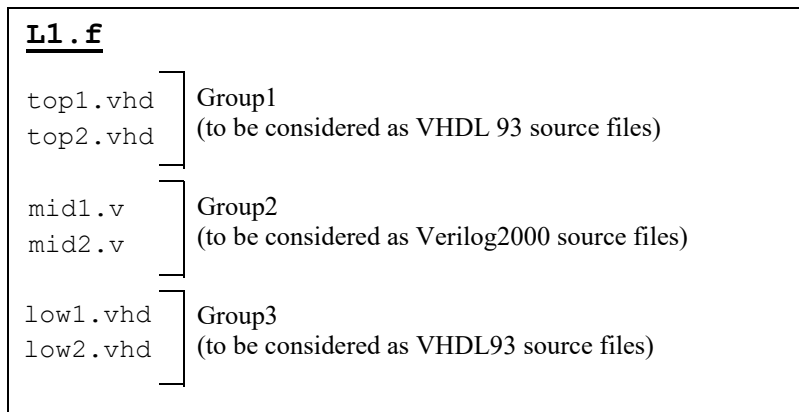 L1.f
top1.vhd
top2.vhd
Group1
(to be considered as VHDL 93 source files)
mid1.v
mid2.v
Group2
(to be considered as Verilog2000 source files)
low1.vhd
low2.vhd
Group3
(to be considered as VHDL93 source files)